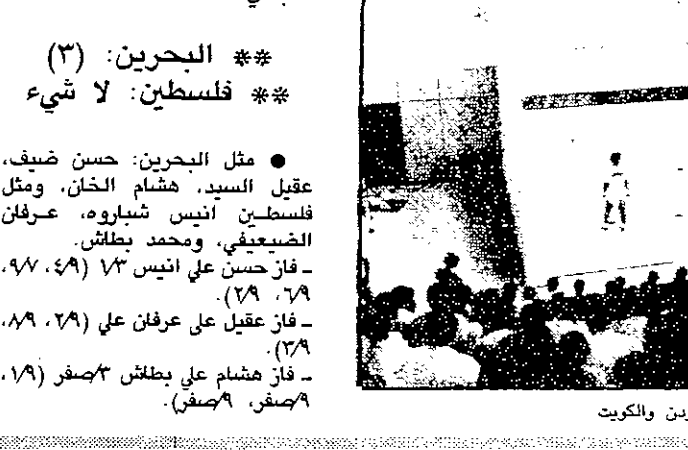 ** البحرين: (٣)
** فلسطين: لا شيء
● مثل البحرين: حسن ضيف،
عقيل السيد، هشام الخان، ومثل
فلسطين انيس شباروه، عرفان
الضيعيفي، ومحمد بطاش.
ـ فاز حسن علي انيس ١/٣ (٩/٤، ٩/٧،
٩/٦، ٩/٢).
ـ فاز عقيل على عرفان علي (٩/٢، ٩/٨،
٣/٩).
ـ فاز هشام علي بطاش ٣/صفر (١/٩،
٩/صفر، ٩/صفر).
ردن والكويت